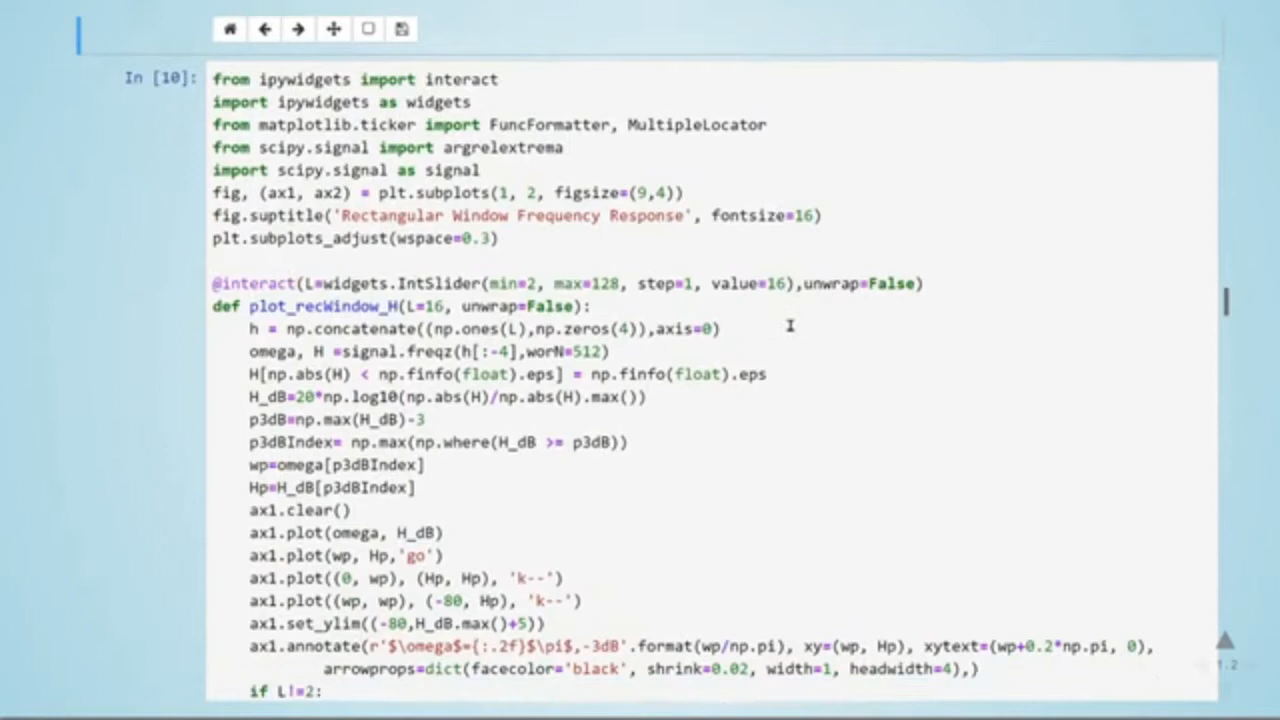 In [10]:
from ipywidgets import interact
import ipywidgets as widgets
from matplotlib.ticker import FuncFormatter, MultipleLocator
from scipy.signal import argrelextrema
import scipy.signal as signal
fig, (ax1, ax2) = plt.subplots(1, 2, figsize=(9,4))
fig.suptitle('Rectangular Window Frequency Response', fontsize=16)
plt.subplots_adjust(wspace=0.3)
@interact(L=widgets.IntSlider(min=2, max=128, step=1, value=16),unwrap=False)
def plot_recWindow_H(L=16, unwrap=False):
    h = np.concatenate((np.ones(L),np.zeros(4)),axis=0)
    omega, H =signal.freqz(h[:-4],worN=512)
    H[np.abs(H) < np.finfo(float).eps] = np.finfo(float).eps
    H_dB=20*np.log10(np.abs(H)/np.abs(H).max())
    p3dB=np.max(H_dB)-3
    p3dBIndex= np.max(np.where(H_dB >= p3dB))
    wp=omega[p3dBIndex]
    Hp=H_dB[p3dBIndex]
    ax1.clear()
    ax1.plot(omega, H_dB)
    ax1.plot(wp, Hp,'go')
    ax1.plot((0, wp), (Hp, Hp), 'k--')
    ax1.plot((wp, wp), (-80, Hp), 'k--')
    ax1.set_ylim((-80,H_dB.max()+5))
    ax1.annotate(r'$\omega$={:.2f}$\pi$,-3dB'.format(wp/np.pi), xy=(wp, Hp), xytext=(wp+0.2*np.pi, 0),
            arrowprops=dict(facecolor='black', shrink=0.02, width=1, headwidth=4),)
    if L!=2: